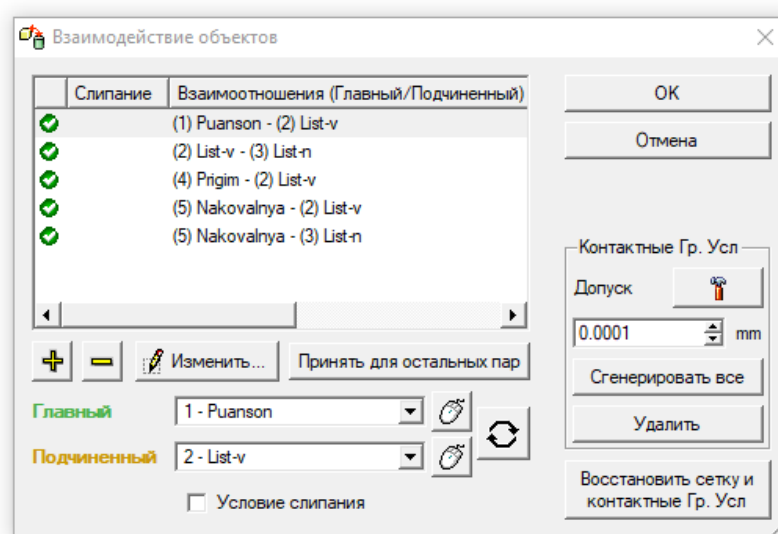 Взаимодействие объектов
Слипание Взаимоотношения (Главный/Подчиненный)
(1) Puanson - (2) List-v
(2) List-v - (3) List-n
(4) Prigim - (2) List-v
(5) Nakovalnya - (2) List-v
(5) Nakovalnya - (3) List-n
Изменить...
Принять для остальных пар
Главный
1 - Puanson
Подчиненный
2 - List-v
Условие слипания
OK
Отмена
Контактные Гр. Усл
Допуск
0.0001 mm
Сгенерировать все
Удалить
Восстановить сетку и
контактные Гр. Усл